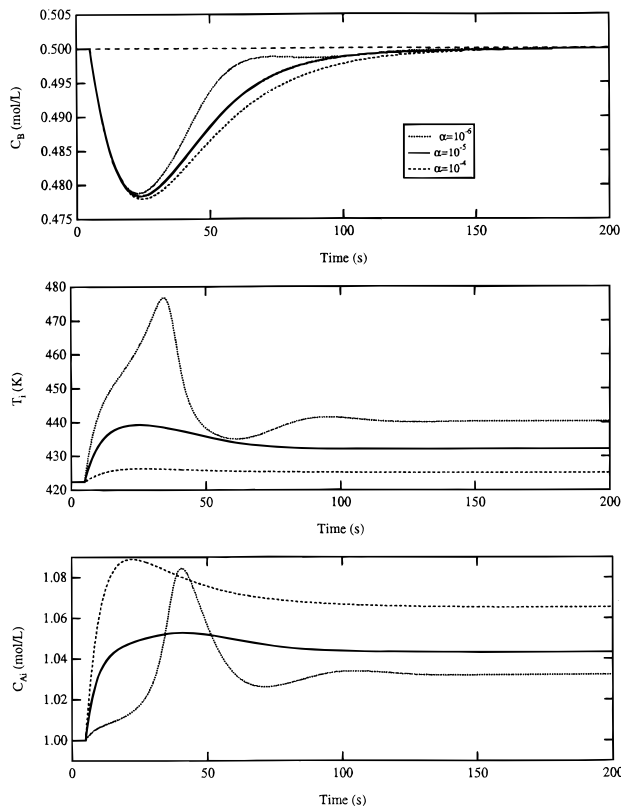 0.505
0.500
0.495
0.490
0.485
0.480
0.475
C_B (mol/L)
α=10^-6
α=10^-5
α=10^-4
0 50 100 150 200
Time (s)
480
470
460
450
440
430
420
T_i (K)
0 50 100 150 200
Time (s)
1.08
1.06
1.04
1.02
1.00
C_Ai (mol/L)
0 50 100 150 200
Time (s)